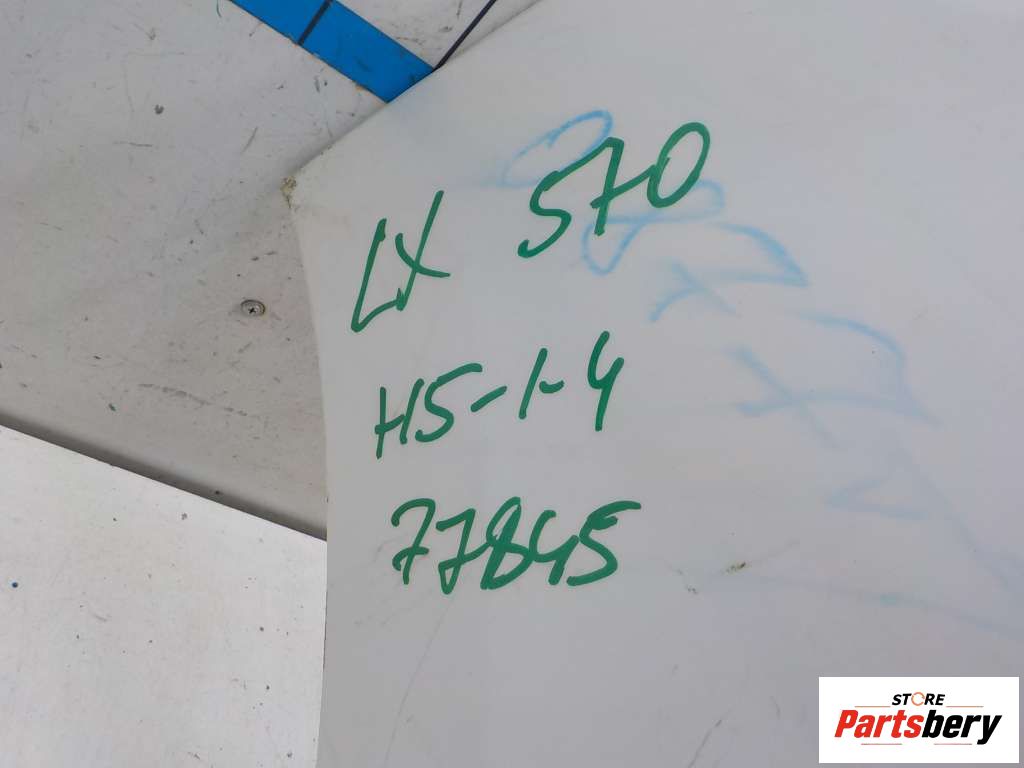 LX 570
H5-1-4
77845
STORE
Partsbery